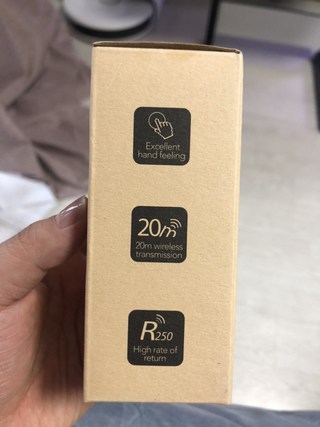 Excellent
hand feeling
20m
20m wireless
transmission
R250
High rate of
return